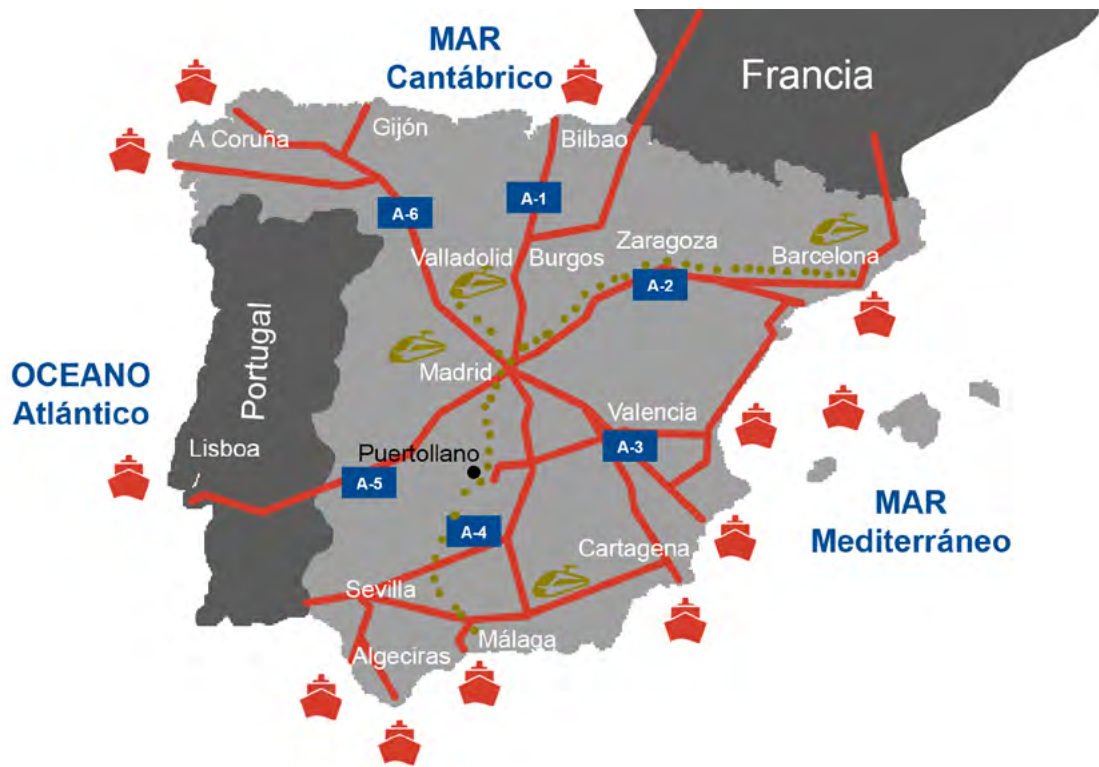 MAR
Cantábrico
Francia
A Coruña
Gijón
Bilbao
A-6
A-1
Valladolid
Burgos
Zaragoza
Barcelona
A-2
Portugal
Madrid
OCEANO
Atlántico
Valencia
Lisboa
Puertollano
A-3
A-5
MAR
Mediterráneo
A-4
Cartagena
Sevilla
Málaga
Algeciras